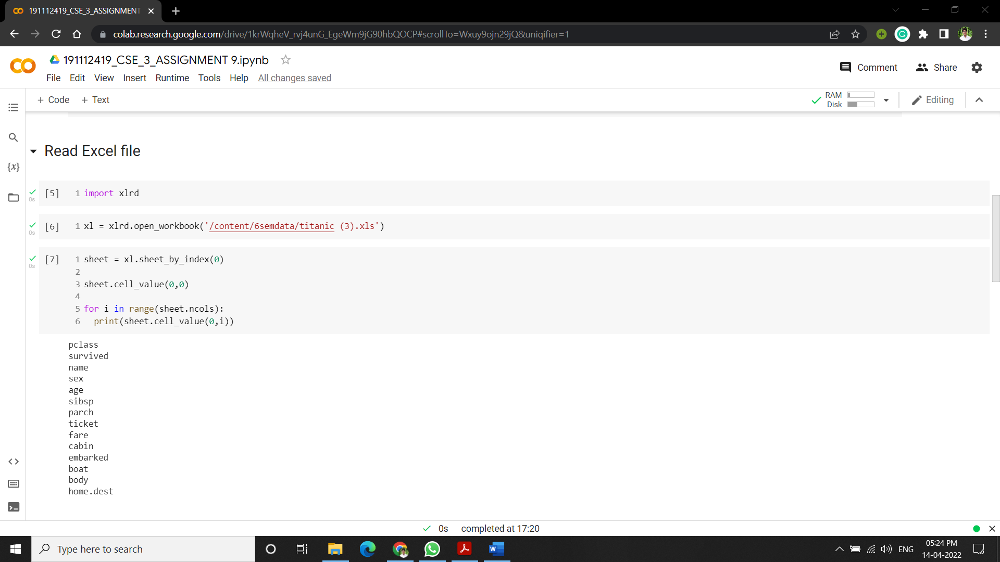 191112419_CSE_3_ASSIGNMENT
colab.research.google.com/drive/1krWqheV_rvj4unG_EgeWm9jG90hbQOCP#scrollTo=Wxuy9ojn29jQ&uniqifier=1
191112419_CSE_3_ASSIGNMENT 9.ipynb
Comment
Share
File Edit View Insert Runtime Tools Help All changes saved
+ Code + Text
RAM
Disk
Editing
Read Excel file
{x}
0s
[5] 1 import xlrd
0s
[6] 1 xl = xlrd.open_workbook('/content/6semdata/titanic (3).xls')
0s
[7] 1 sheet = xl.sheet_by_index(0)
2
3 sheet.cell_value(0,0)
4
5 for i in range(sheet.ncols):
6   print(sheet.cell_value(0,i))
pclass
survived
name
sex
age
sibsp
parch
ticket
fare
cabin
embarked
boat
body
home.dest
0s completed at 17:20
Type here to search
ENG
05:24 PM
14-04-2022